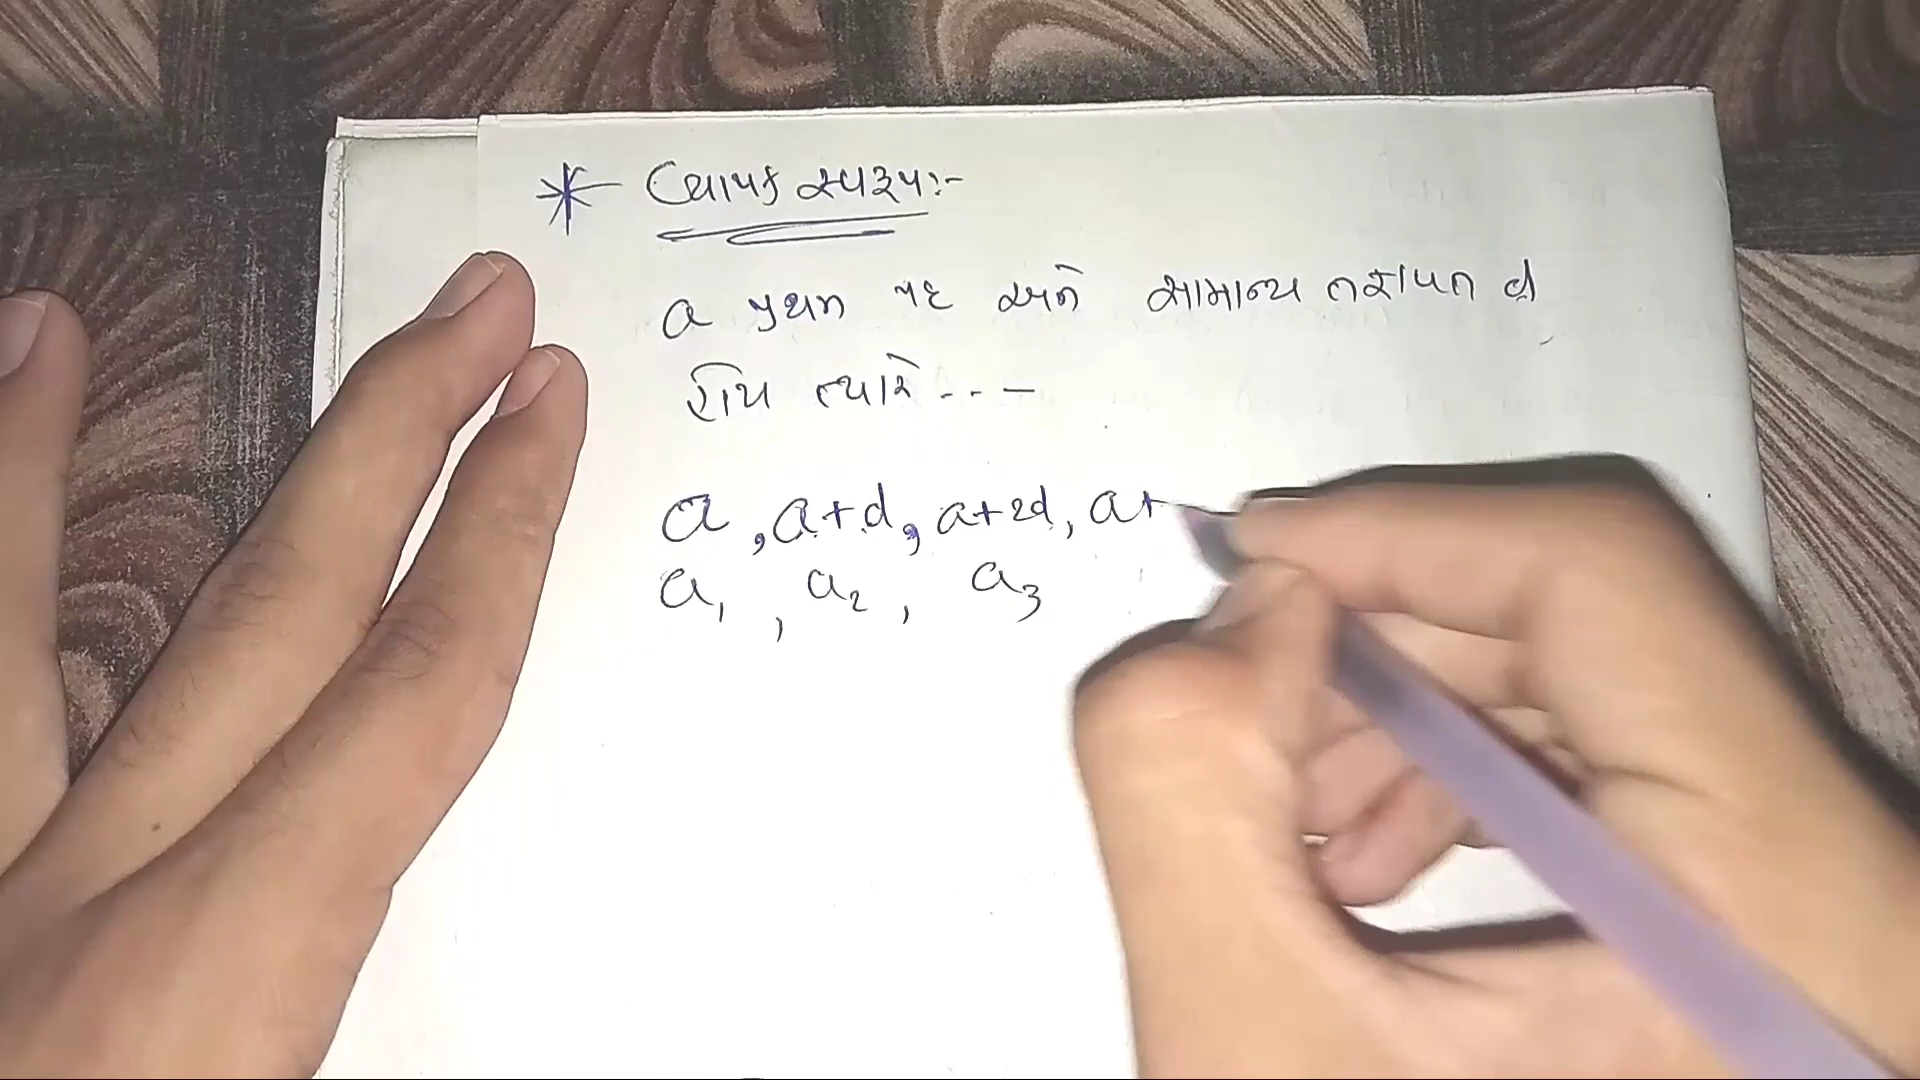 * વ્યાપક સ્વરૂપ:-
a પ્રથમ પદ અને સામાન્ય તફાવત d
હોય ત્યારે - - -
a , a+d , a+2d , a+
a₁ , a₂ , a₃